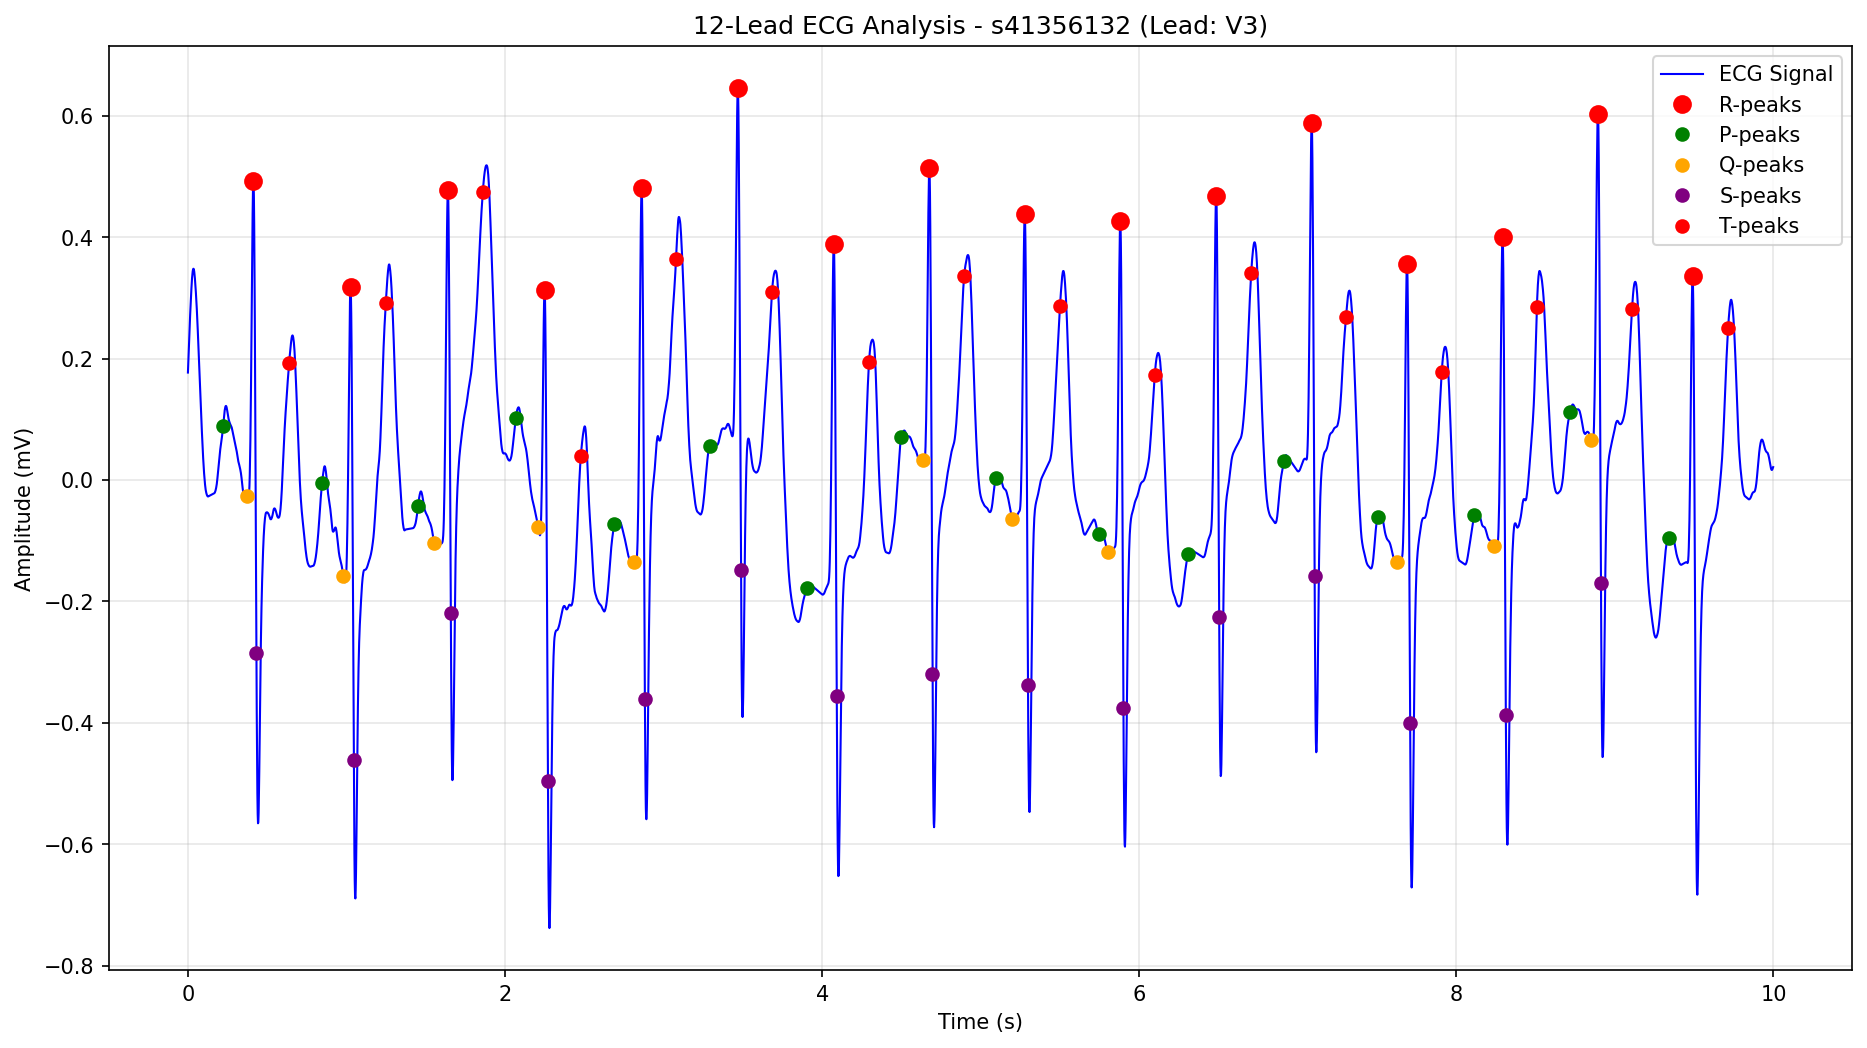 12-Lead ECG Analysis - s41356132 (Lead: V3)
ECG Signal
R-peaks
P-peaks
Q-peaks
S-peaks
T-peaks
0.6
0.4
0.2
0.0
−0.2
−0.4
−0.6
−0.8
Amplitude (mV)
0 2 4 6 8 10
Time (s)